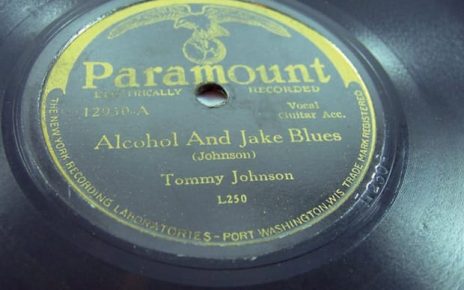 Paramount
ELECTRICALLY RECORDED
12950-A
Vocal
Guitar Acc.
Alcohol And Jake Blues
(Johnson)
Tommy Johnson
L250
THE NEW YORK RECORDING LABORATORIES - PORT WASHINGTON, WIS. TRADE MARK REGISTERED